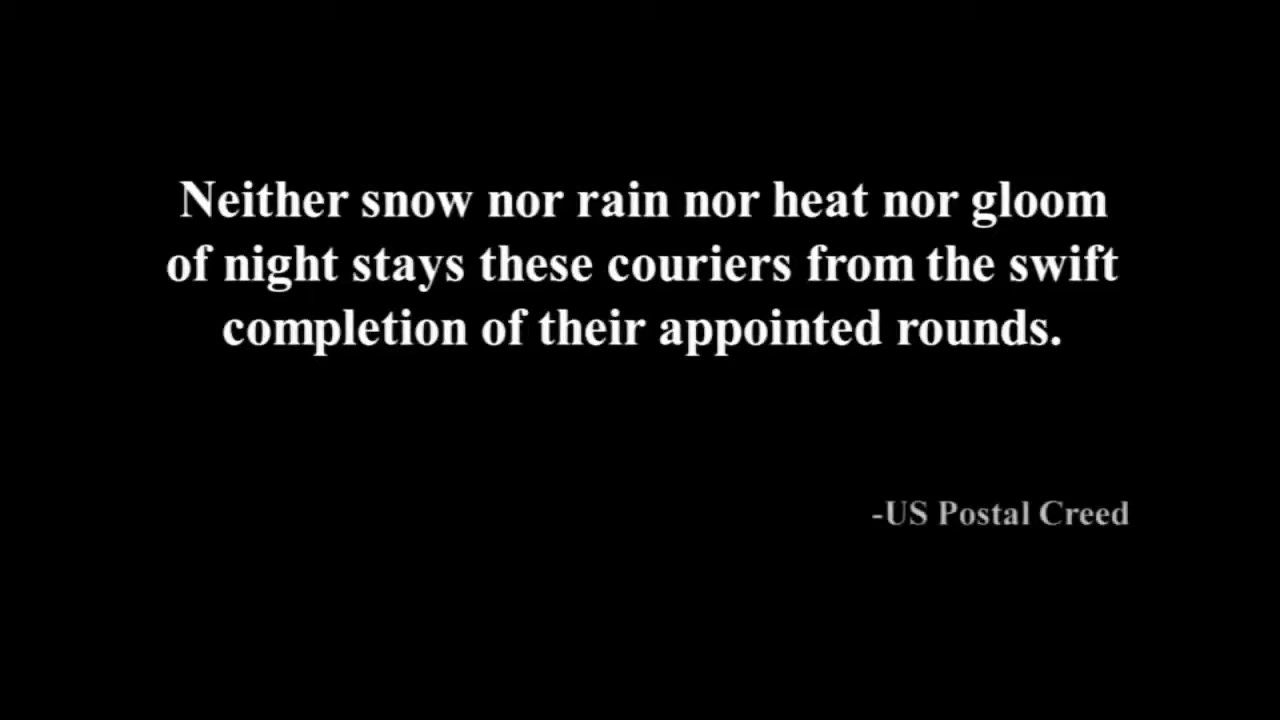 Neither snow nor rain nor heat nor gloom
of night stays these couriers from the swift
completion of their appointed rounds.
-US Postal Creed